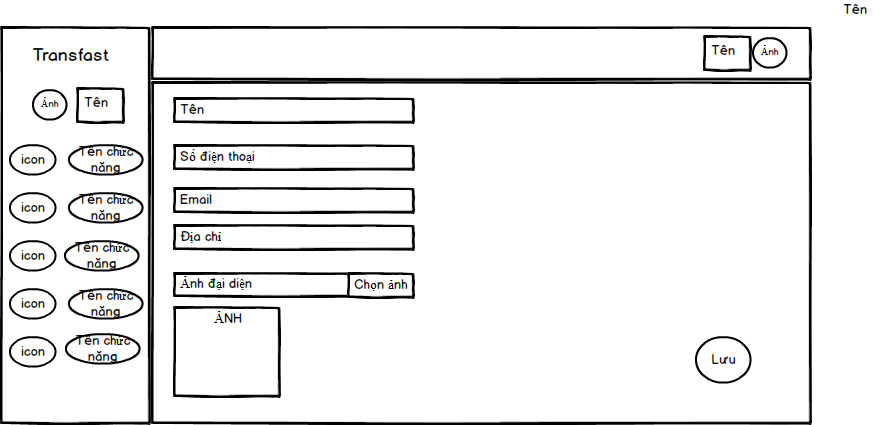 Tên
Transfast
Tên
Ảnh
Ảnh
Tên
icon
Tên chức
năng
icon
Tên chức
năng
icon
Tên chức
năng
icon
Tên chức
năng
icon
Tên chức
năng
Tên
Số điện thoại
Email
Địa chỉ
Ảnh đại diện
Chọn ảnh
ẢNH
Lưu